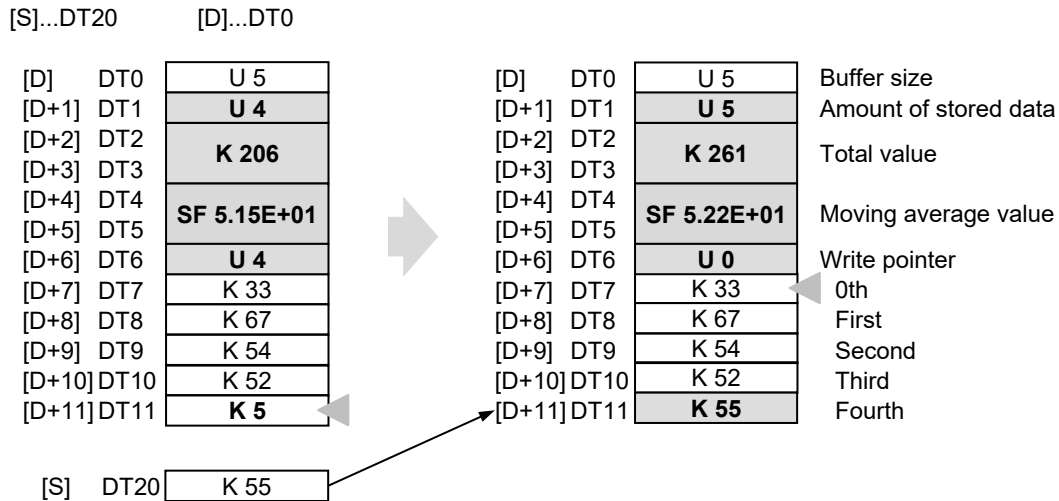 [S]...DT20 [D]...DT0
[D] DT0 U 5 [D] DT0 U 5 Buffer size
[D+1] DT1 U 4 [D+1] DT1 U 5 Amount of stored data
[D+2] DT2 K 206 [D+2] DT2 K 261 Total value
[D+3] DT3 [D+3] DT3
[D+4] DT4 SF 5.15E+01 [D+4] DT4 SF 5.22E+01 Moving average value
[D+5] DT5 [D+5] DT5
[D+6] DT6 U 4 [D+6] DT6 U 0 Write pointer
[D+7] DT7 K 33 [D+7] DT7 K 33 0th
[D+8] DT8 K 67 [D+8] DT8 K 67 First
[D+9] DT9 K 54 [D+9] DT9 K 54 Second
[D+10] DT10 K 52 [D+10] DT10 K 52 Third
[D+11] DT11 K 5 [D+11] DT11 K 55 Fourth
[S] DT20 K 55